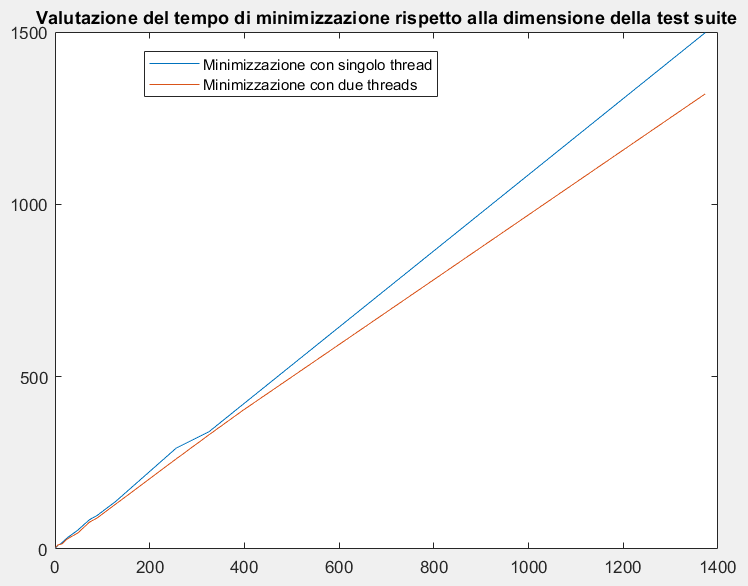 Valutazione del tempo di minimizzazione rispetto alla dimensione della test suite
Minimizzazione con singolo thread
Minimizzazione con due threads
1500
1000
500
0
0 200 400 600 800 1000 1200 1400